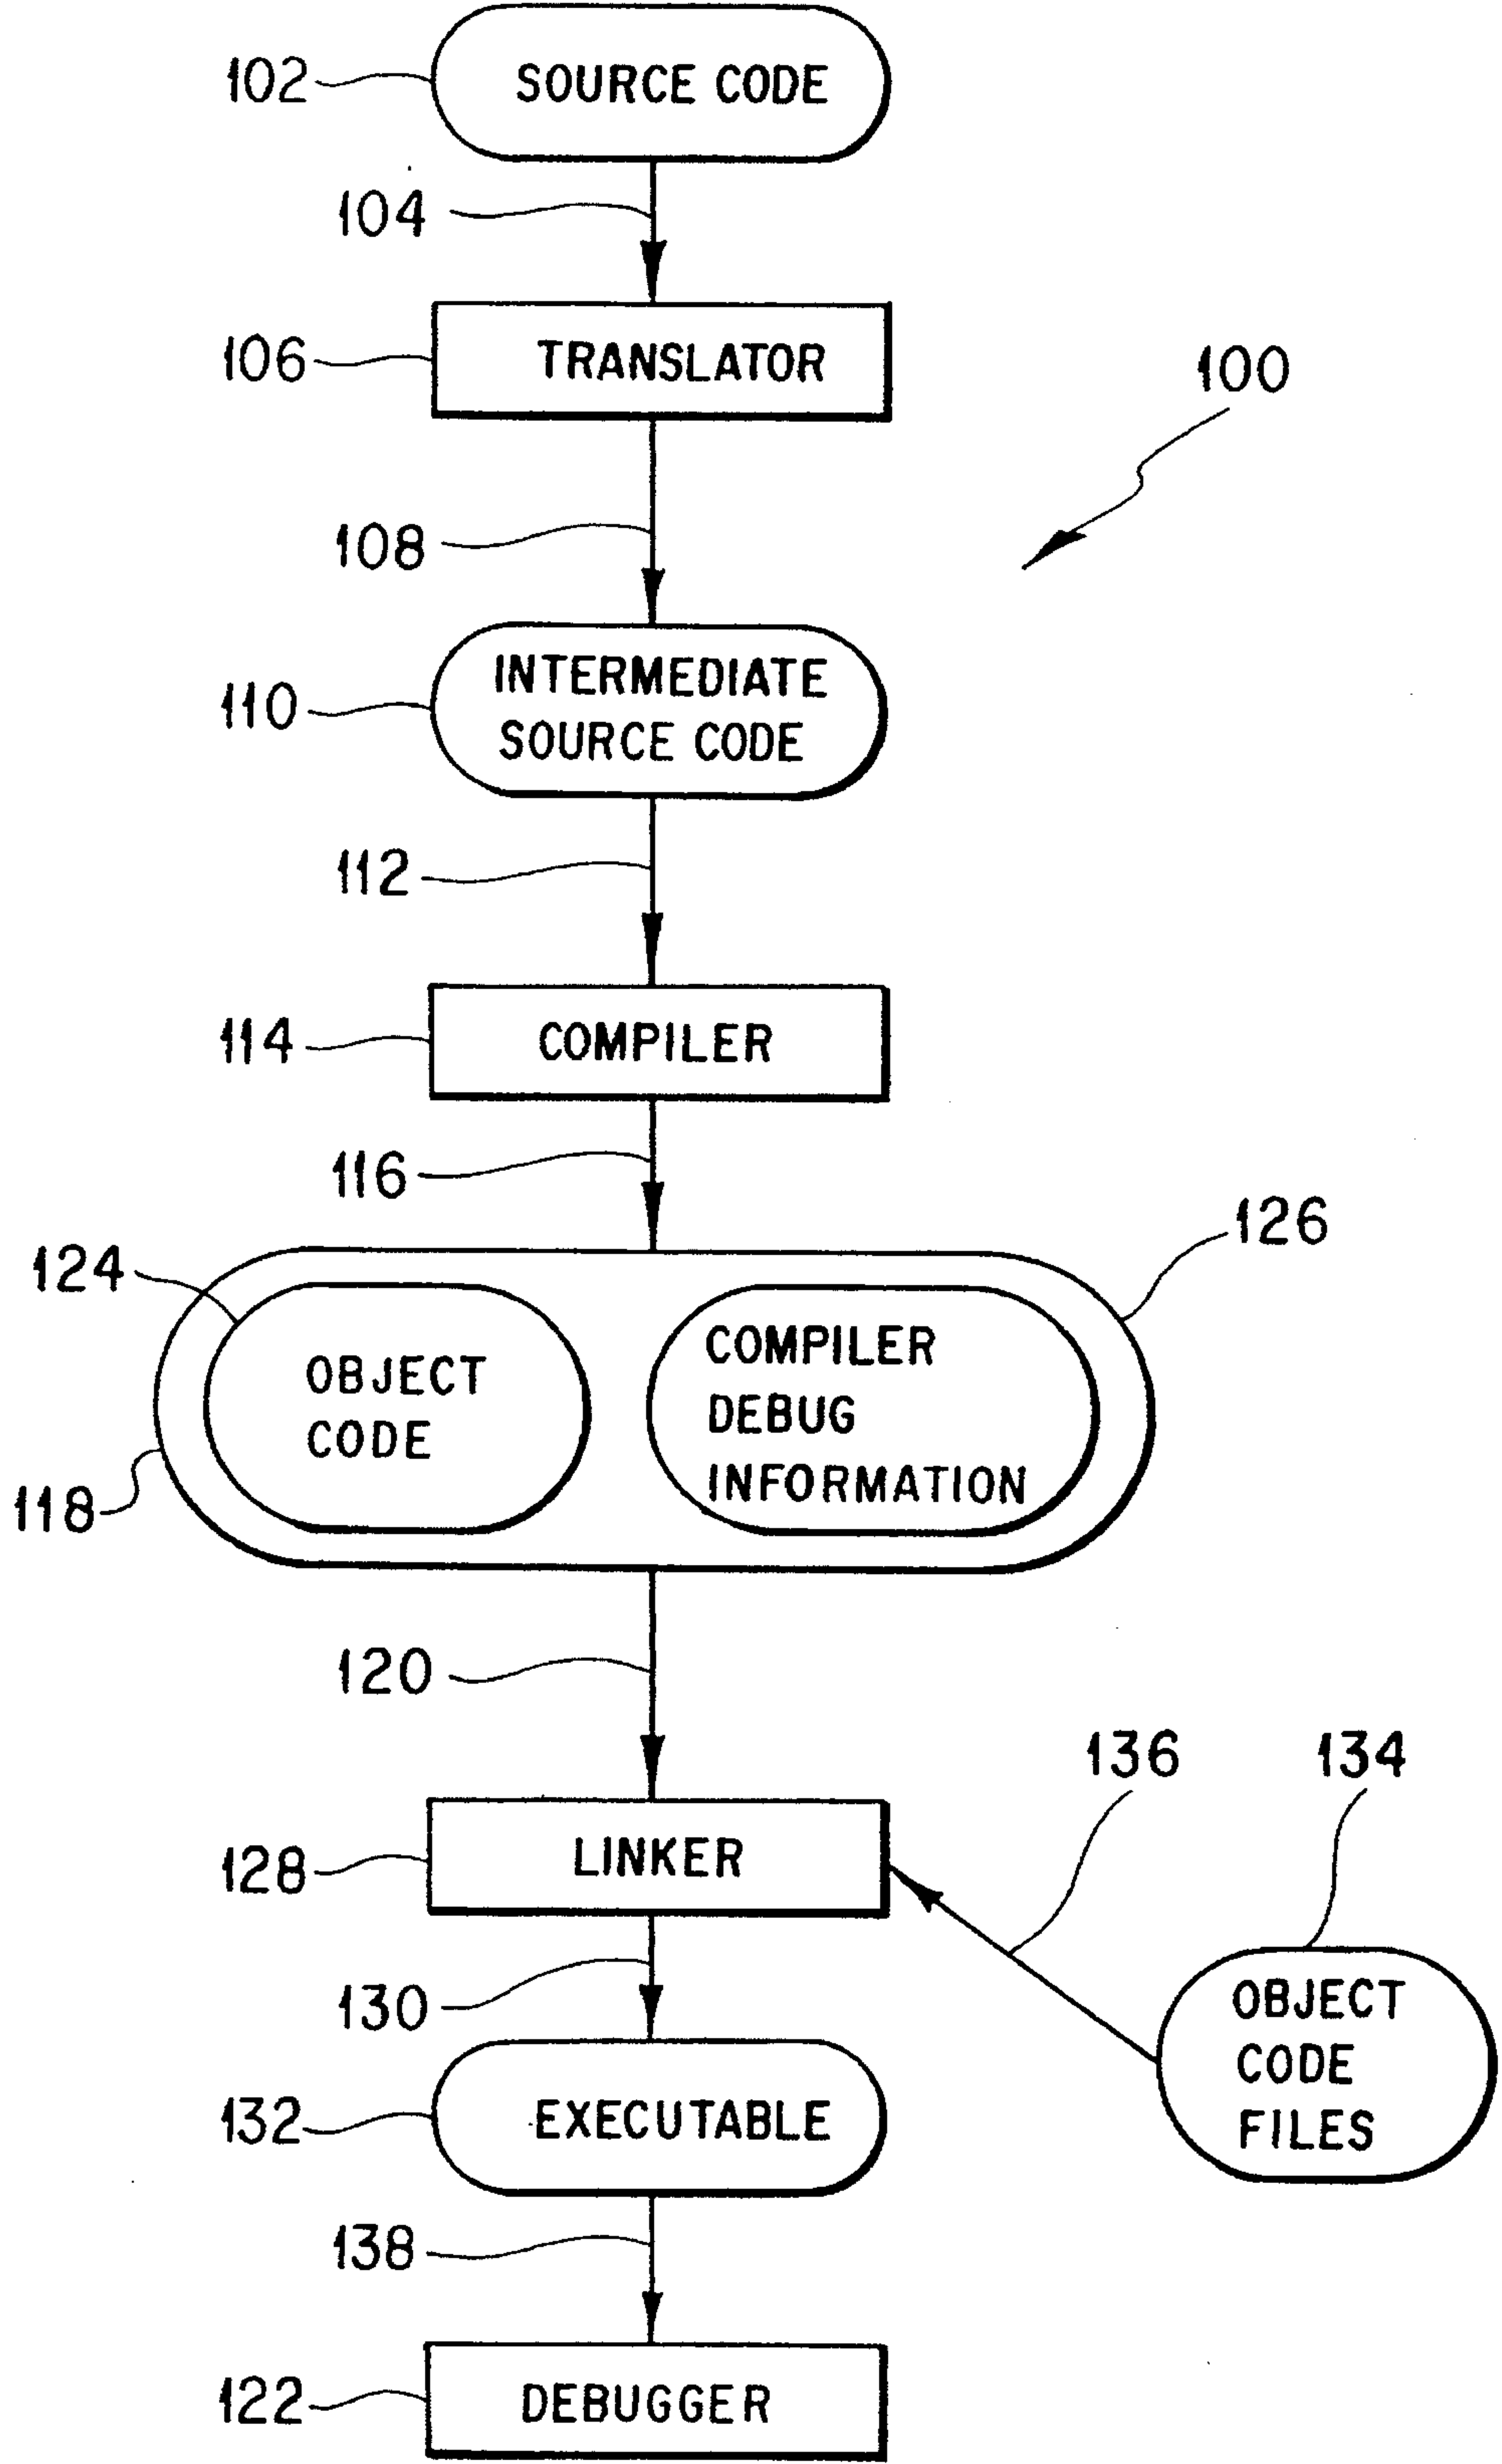 102
SOURCE CODE
104
106
TRANSLATOR
100
108
110
INTERMEDIATE
SOURCE CODE
112
114
COMPILER
116
126
124
OBJECT
CODE
COMPILER
DEBUG
INFORMATION
118
120
136
134
128
LINKER
130
OBJECT
CODE
FILES
132
EXECUTABLE
138
122
DEBUGGER